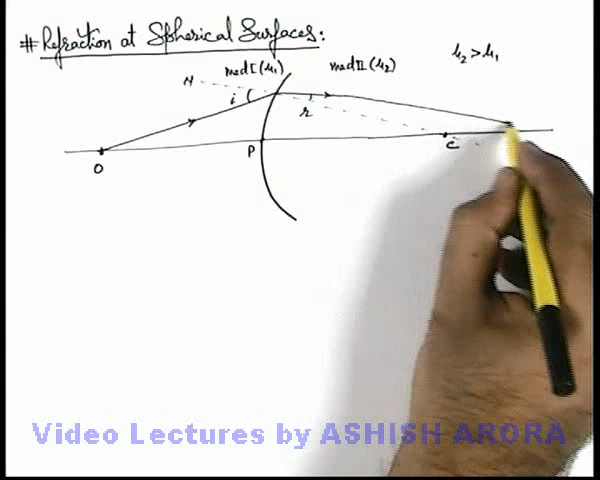 # Refraction at Spherical Surfaces:
μ2 > μ1
med I (μ1) med II (μ2)
N
i
r
O P C
Video Lectures by ASHISH ARORA